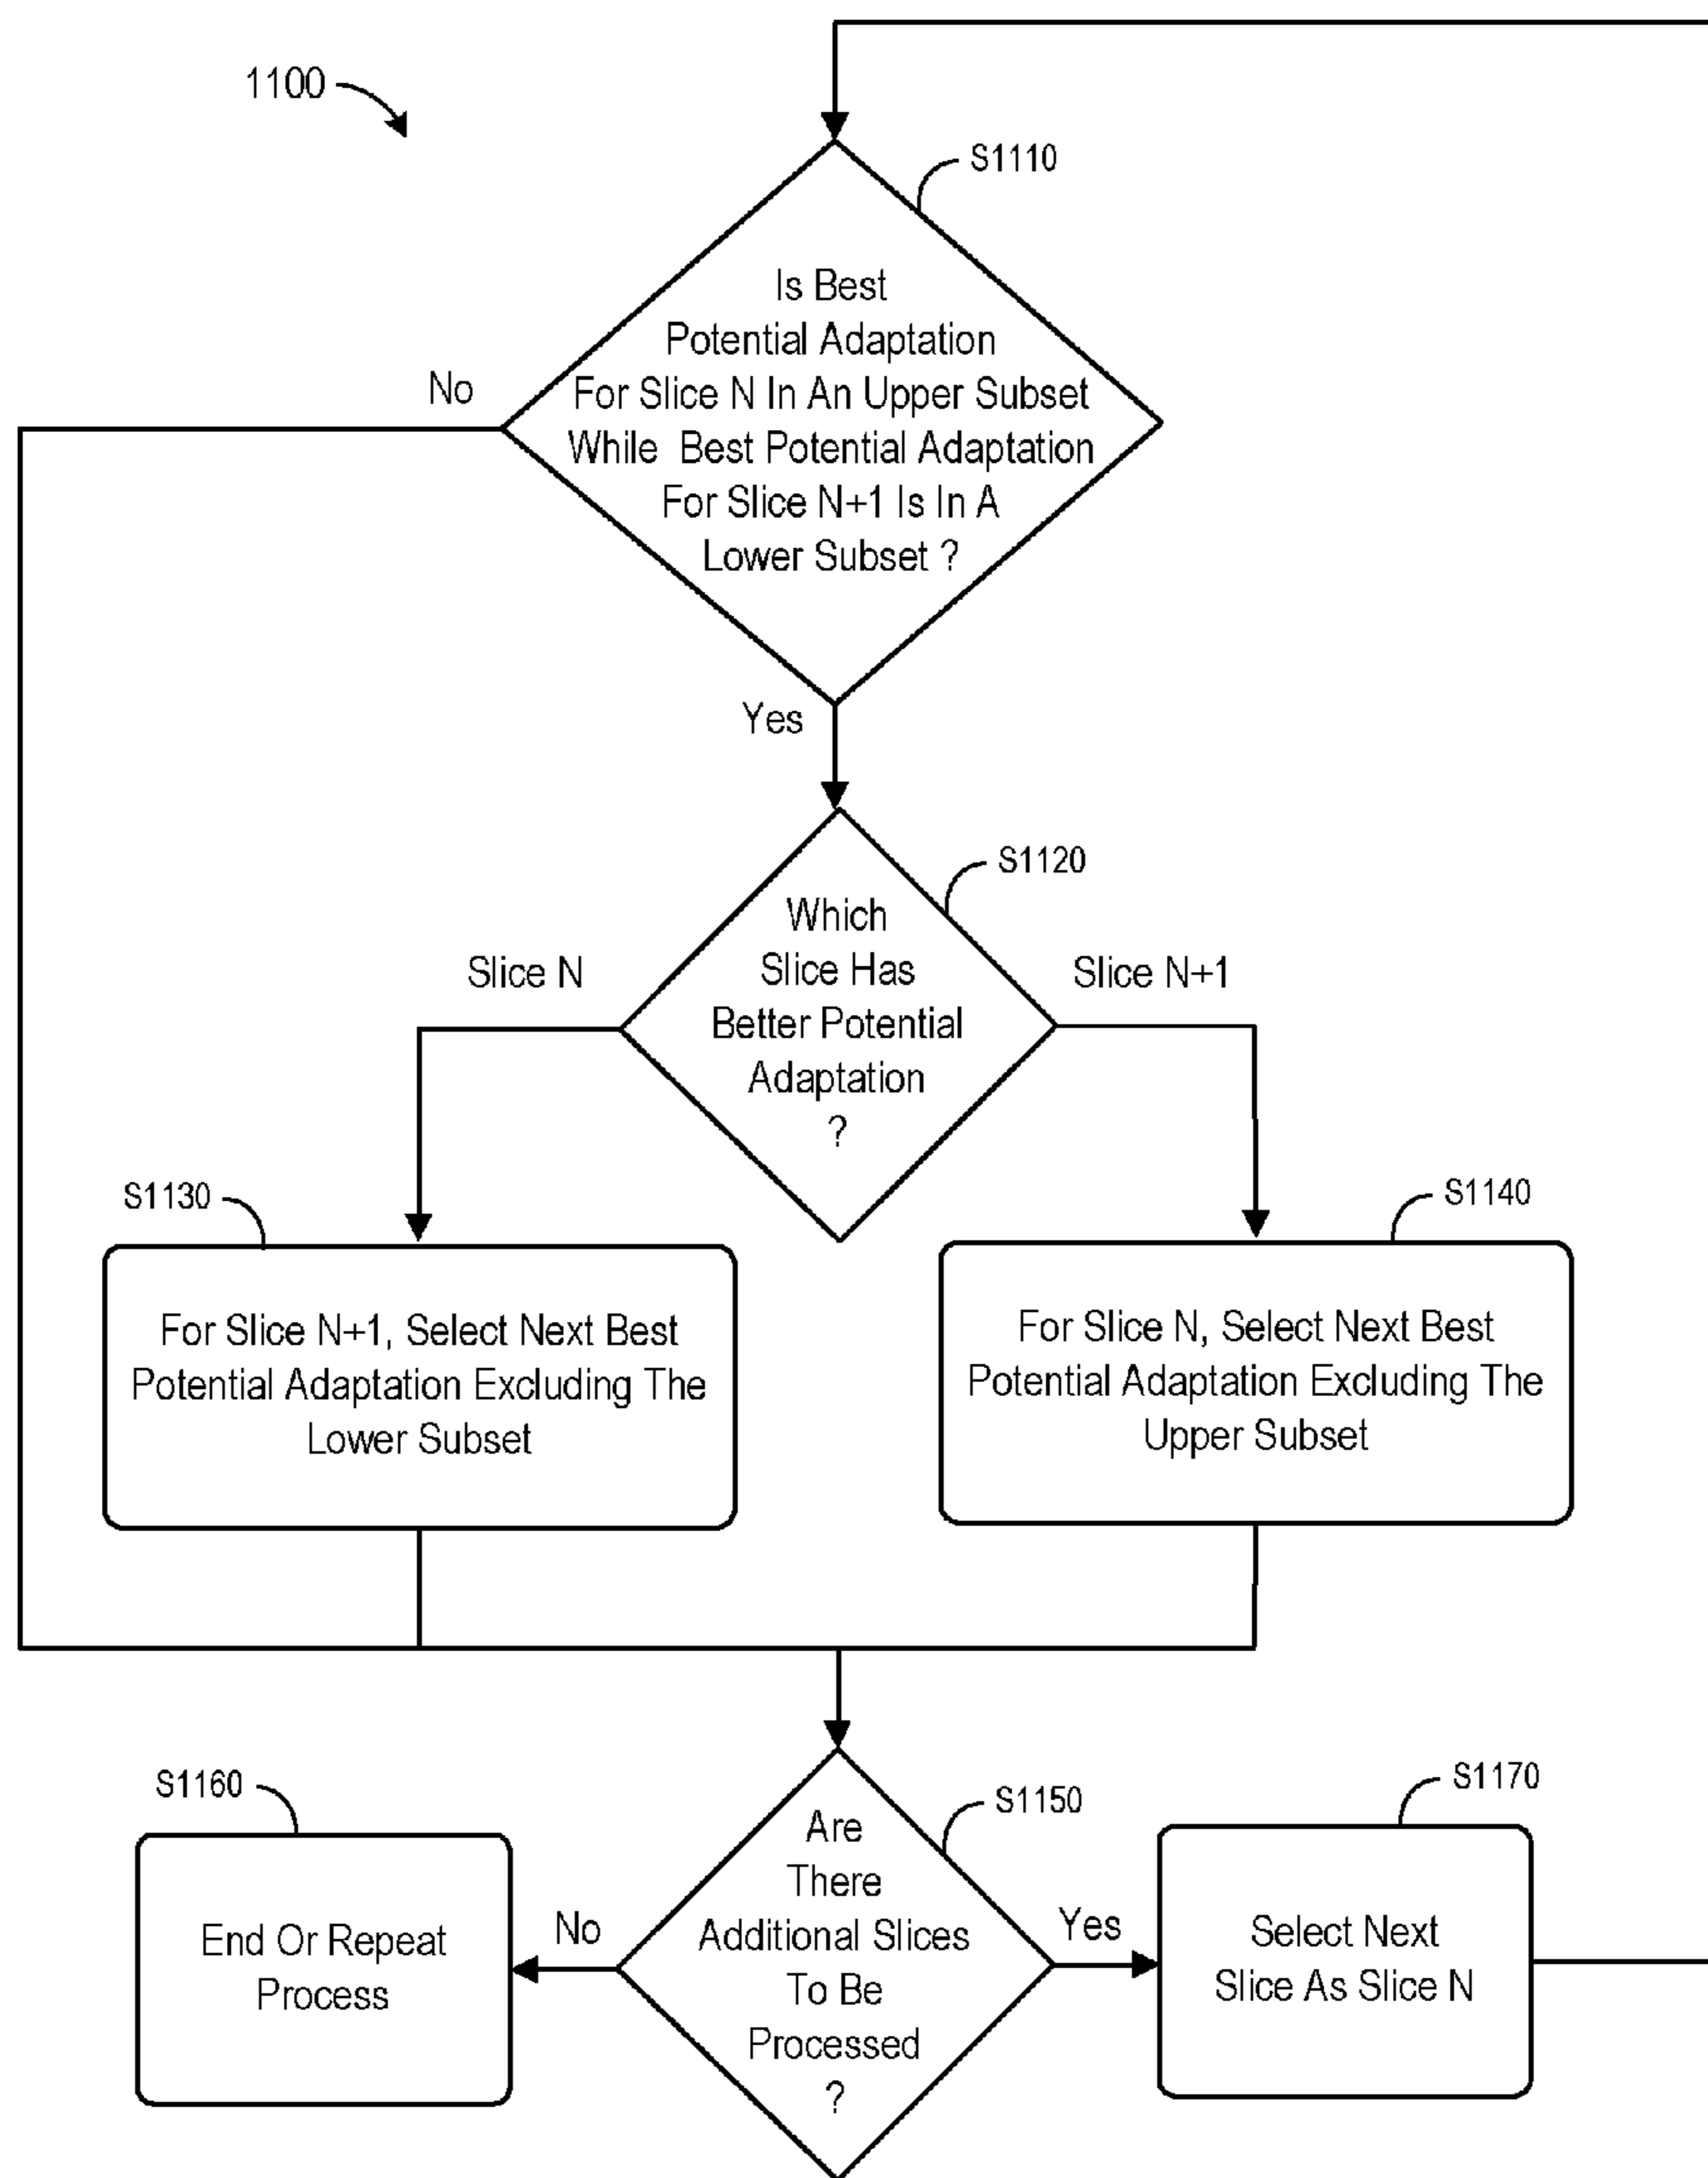 1100
S1110
Is Best
Potential Adaptation
For Slice N In An Upper Subset
While Best Potential Adaptation
For Slice N+1 Is In A
Lower Subset ?
No
Yes
S1120
Which
Slice Has
Better Potential
Adaptation
?
Slice N
Slice N+1
S1130
For Slice N+1, Select Next Best
Potential Adaptation Excluding The
Lower Subset
S1140
For Slice N, Select Next Best
Potential Adaptation Excluding The
Upper Subset
S1150
Are
There
Additional Slices
To Be
Processed
?
No
Yes
S1160
End Or Repeat
Process
S1170
Select Next
Slice As Slice N